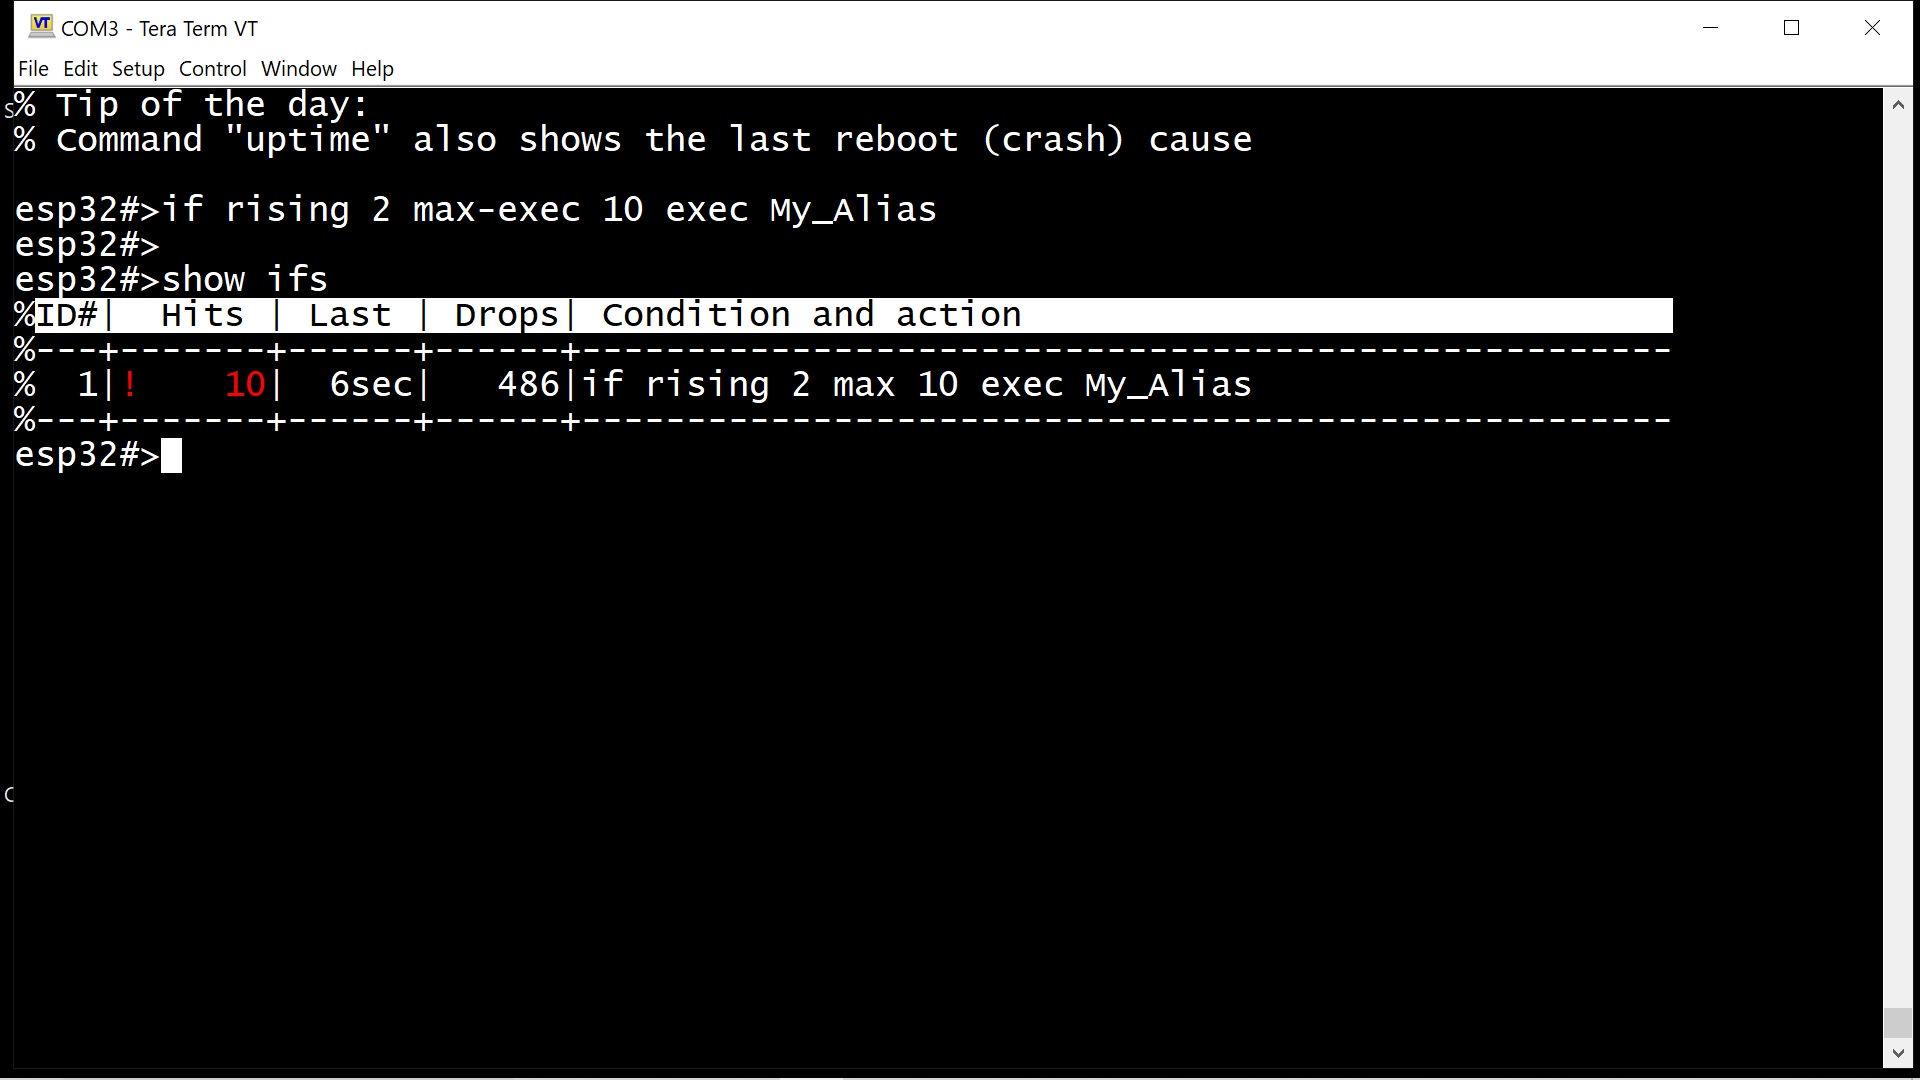 COM3 - Tera Term VT
File Edit Setup Control Window Help
% Tip of the day:
% Command "uptime" also shows the last reboot (crash) cause
esp32#>if rising 2 max-exec 10 exec My_Alias
esp32#>
esp32#>show ifs
%ID#|  Hits | Last | Drops| Condition and action
%---+-------+------+------+----------------------------------------------------
%  1|!    10|  6sec|   486|if rising 2 max 10 exec My_Alias
%---+-------+------+------+----------------------------------------------------
esp32#>